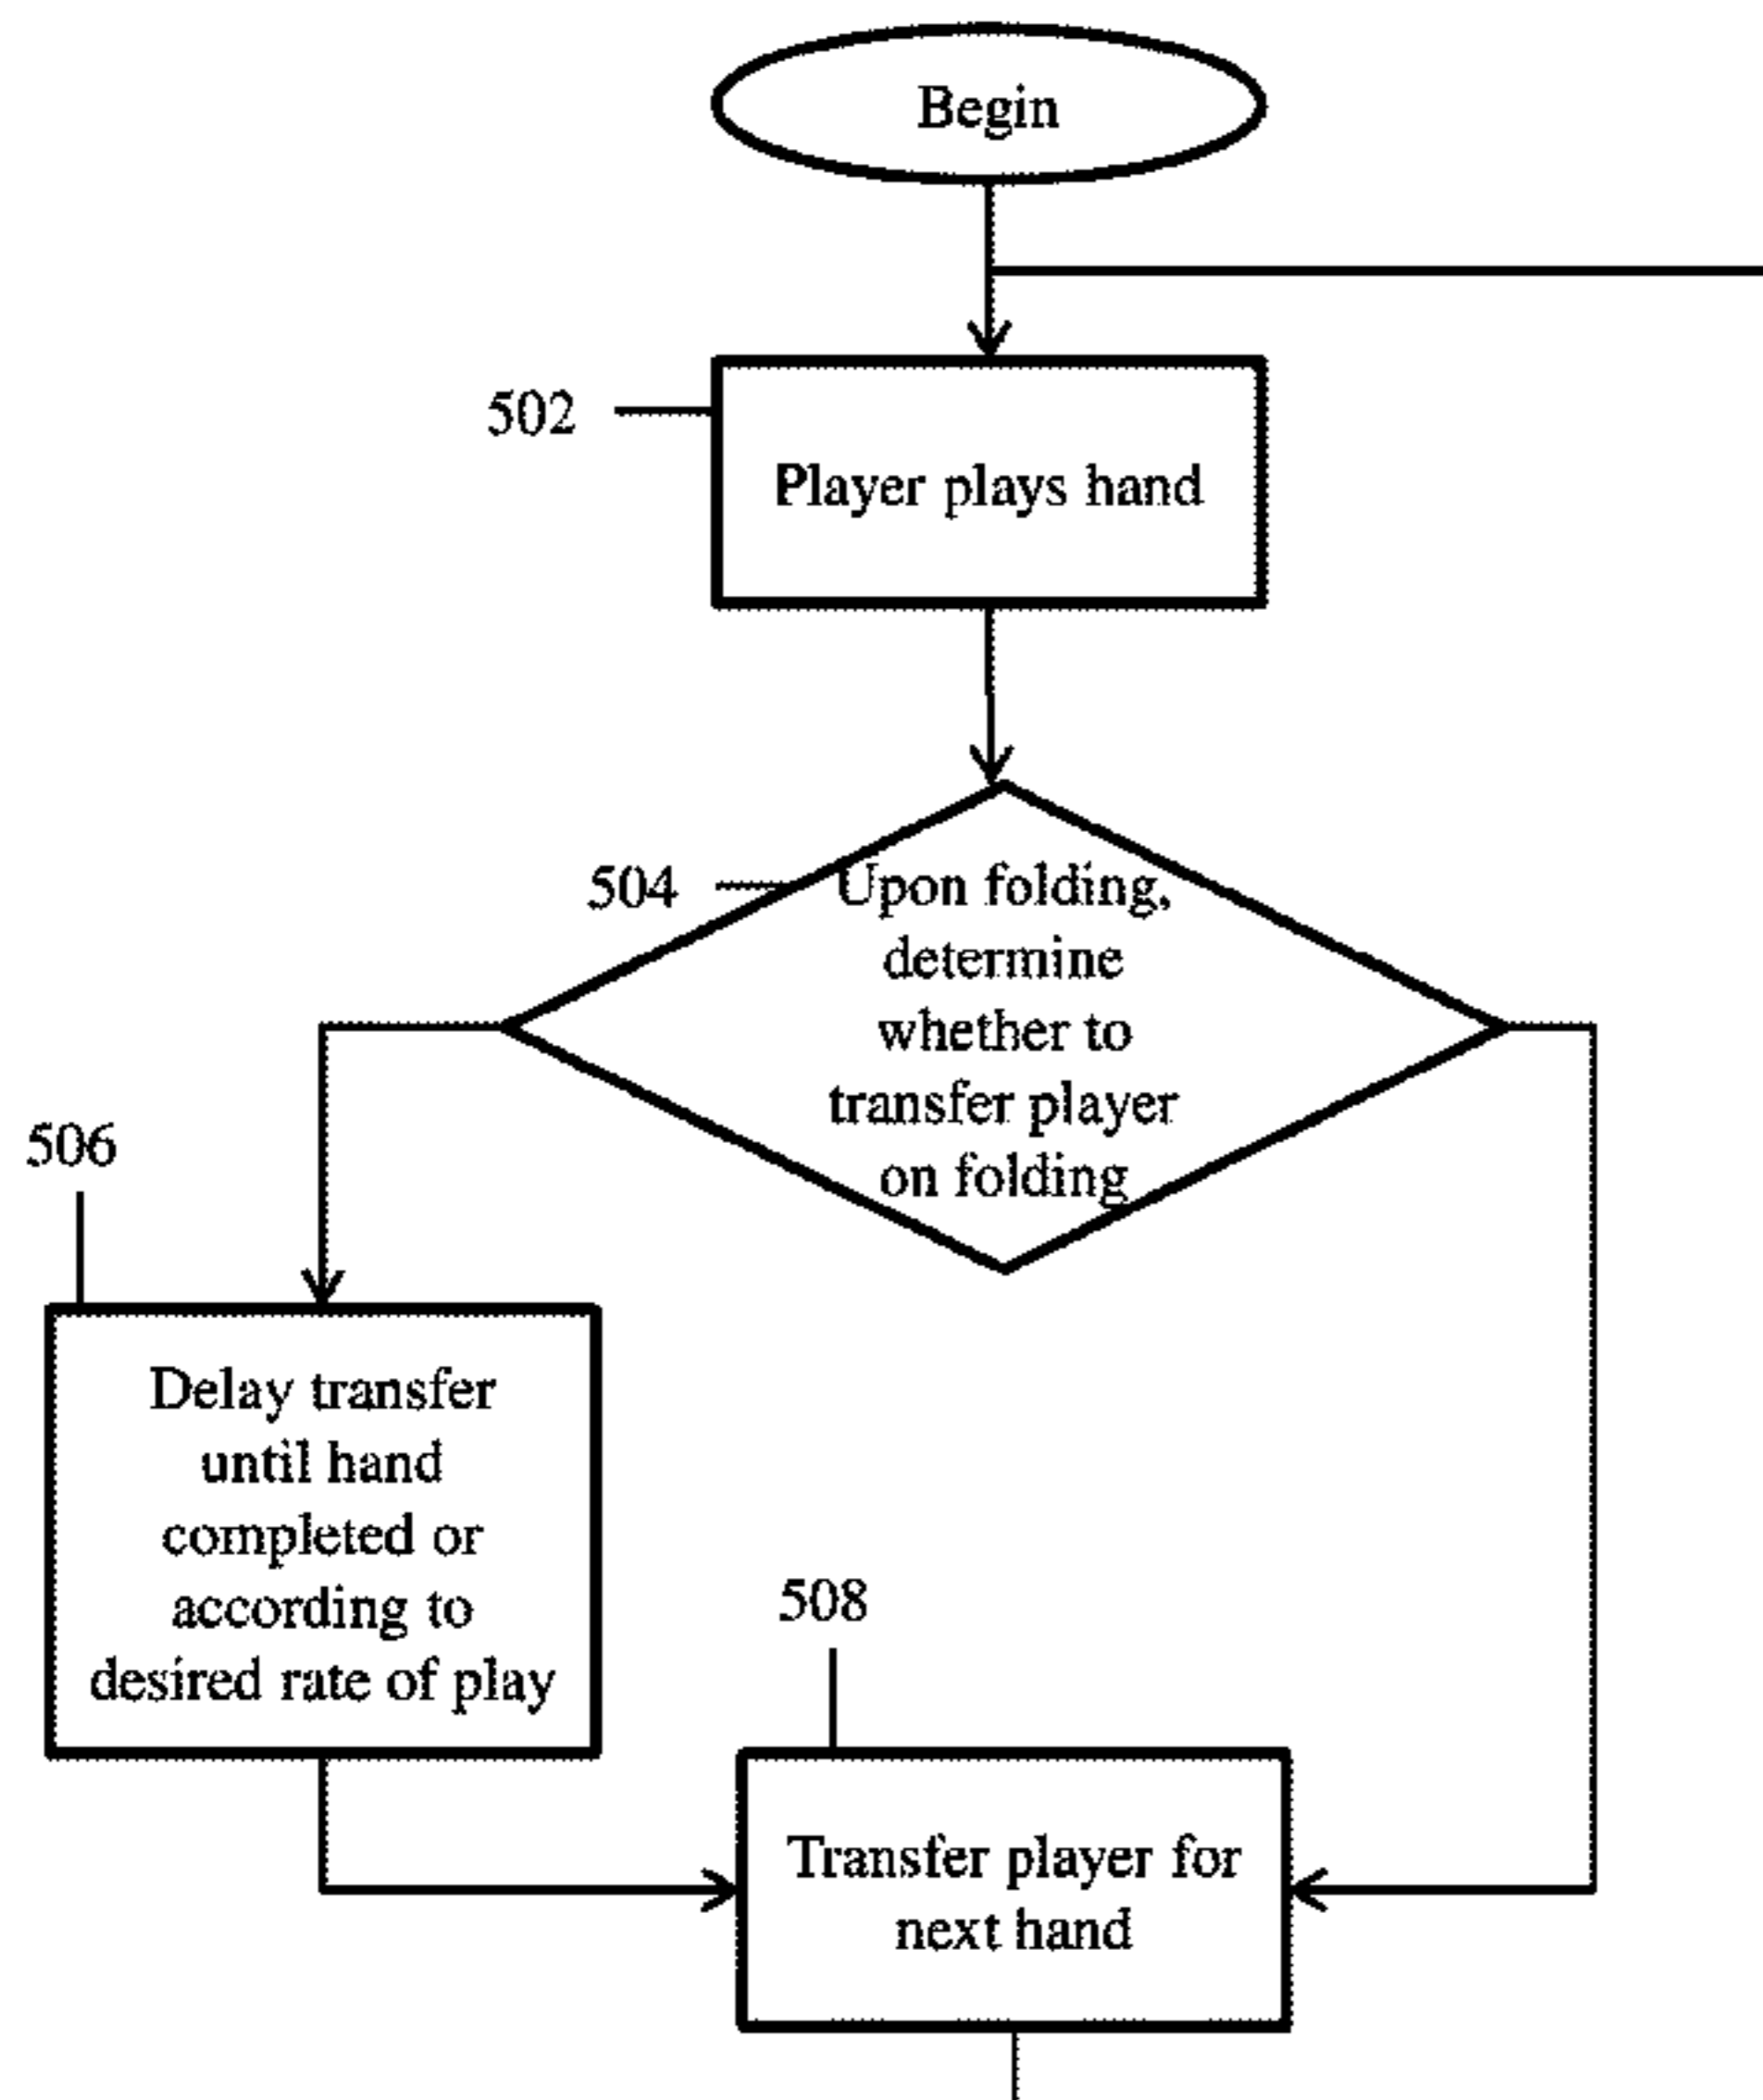 Begin
502
Player plays hand
504
Upon folding,
determine
whether to
transfer player
on folding
506
Delay transfer
until hand
completed or
according to
desired rate of play
508
Transfer player for
next hand